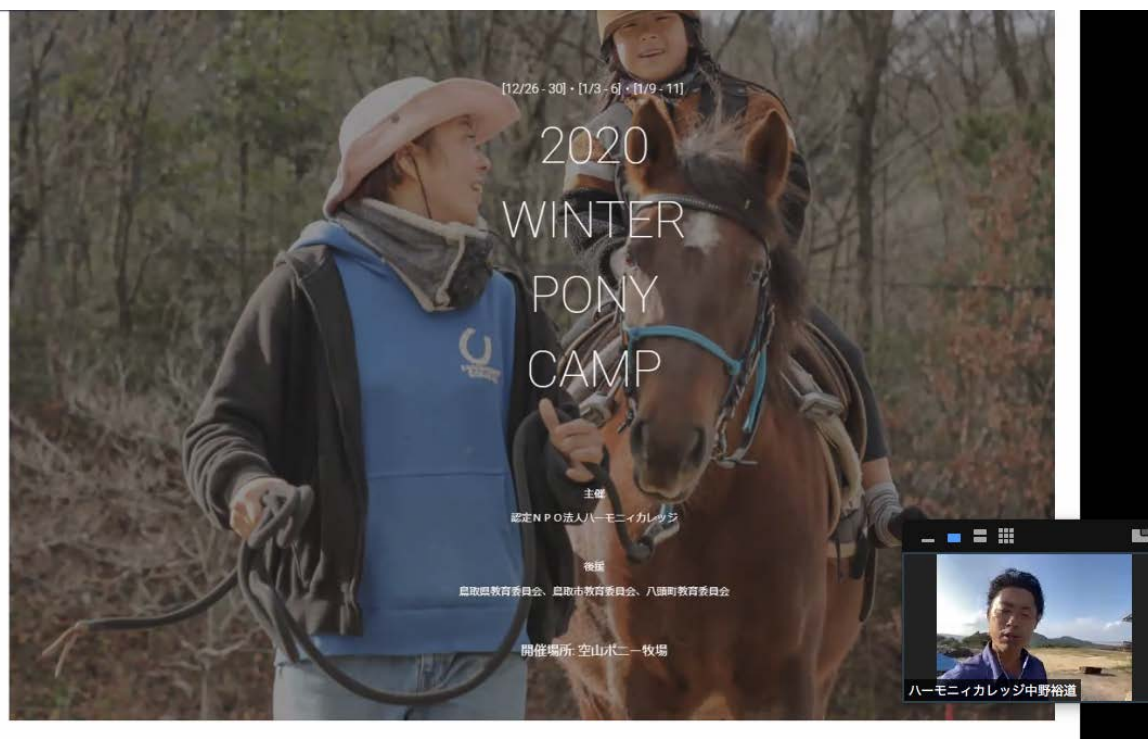 [12/26 - 30]・[1/3 - 6]・[1/9 - 11]
2020
WINTER
PONY
CAMP
主催
認定NPO法人ハーモニィカレッジ
後援
鳥取県教育委員会、鳥取市教育委員会、八頭町教育委員会
開催場所: 空山ポニー牧場
ハーモニィカレッジ中野裕道